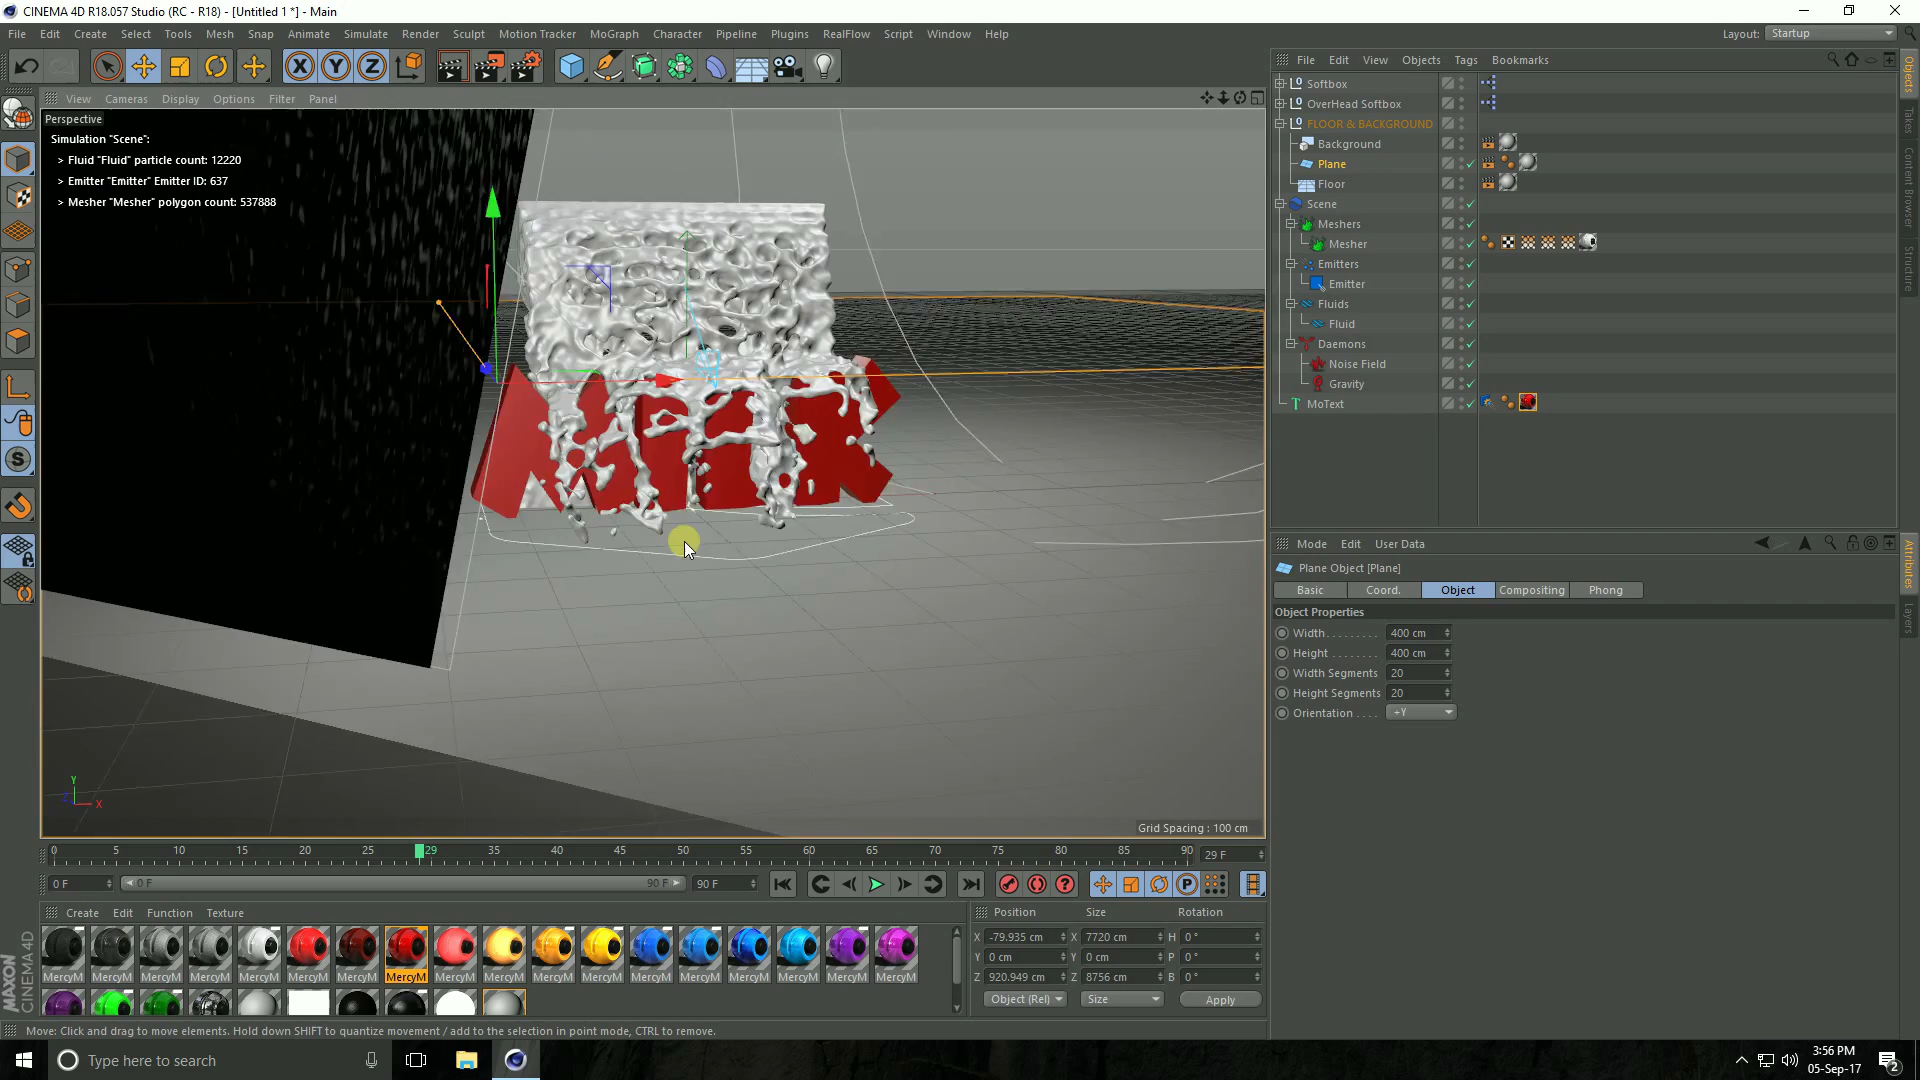 CINEMA 4D R18.057 Studio (RC - R18) - [Untitled 1 *] - Main
File Edit Create Select Tools Mesh Snap Animate Simulate Render Sculpt Motion Tracker MoGraph Character Pipeline Plugins RealFlow Script Window Help
Layout: Startup
View Cameras Display Options Filter Panel
Perspective
Simulation "Scene":
> Fluid "Fluid" particle count: 12220
> Emitter "Emitter" Emitter ID: 637
> Mesher "Mesher" polygon count: 537888
Y
Z
X
Grid Spacing : 100 cm
File Edit View Objects Tags Bookmarks
Softbox
OverHead Softbox
FLOOR & BACKGROUND
Background
Plane
Floor
Scene
Meshers
Mesher
Emitters
Emitter
Fluids
Fluid
Daemons
Noise Field
Gravity
MoText
Objects
Takes
Content Browser
Structure
Mode Edit User Data
Plane Object [Plane]
Basic Coord. Object Compositing Phong
Object Properties
Width 400 cm
Height 400 cm
Width Segments 20
Height Segments 20
Orientation +Y
Attributes
Layers
0 5 10 15 20 25 29 35 40 45 50 55 60 65 70 75 80 85 90 29 F
0 F 0 F 90 F 90 F
Create Edit Function Texture
MercyM MercyM MercyM MercyM MercyM MercyM MercyM MercyM MercyM MercyM MercyM MercyM MercyM MercyM MercyM MercyM MercyM MercyM
Position Size Rotation
X -79.935 cm X 7720 cm H 0 °
Y 0 cm Y 0 cm P 0 °
Z 920.949 cm Z 8756 cm B 0 °
Object (Rel) Size Apply
MAXON CINEMA 4D
Move: Click and drag to move elements. Hold down SHIFT to quantize movement / add to the selection in point mode, CTRL to remove.
Type here to search
3:56 PM
05-Sep-17
2